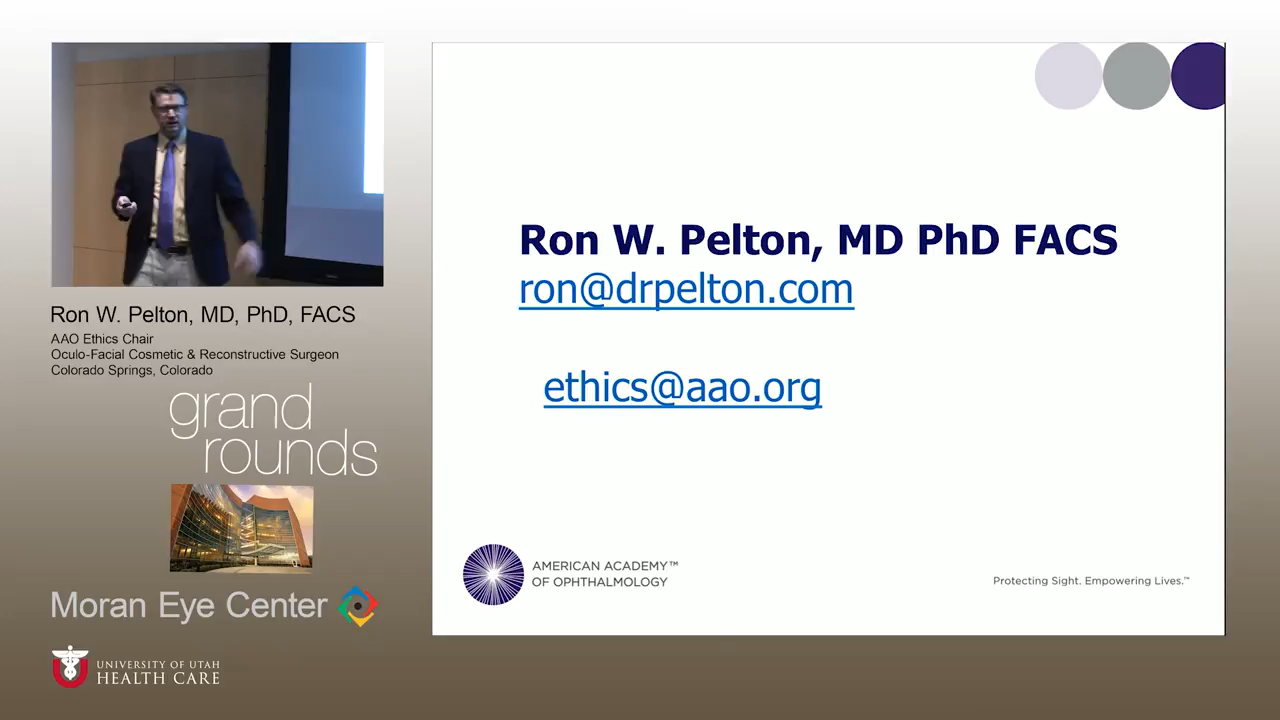 Ron W. Pelton, MD, PhD, FACS
AAO Ethics Chair
Oculo-Facial Cosmetic & Reconstructive Surgeon
Colorado Springs, Colorado
grand
rounds
Moran Eye Center
UNIVERSITY OF UTAH
HEALTH CARE
Ron W. Pelton, MD PhD FACS
ron@drpelton.com
ethics@aao.org
AMERICAN ACADEMY™
OF OPHTHALMOLOGY
Protecting Sight. Empowering Lives.™